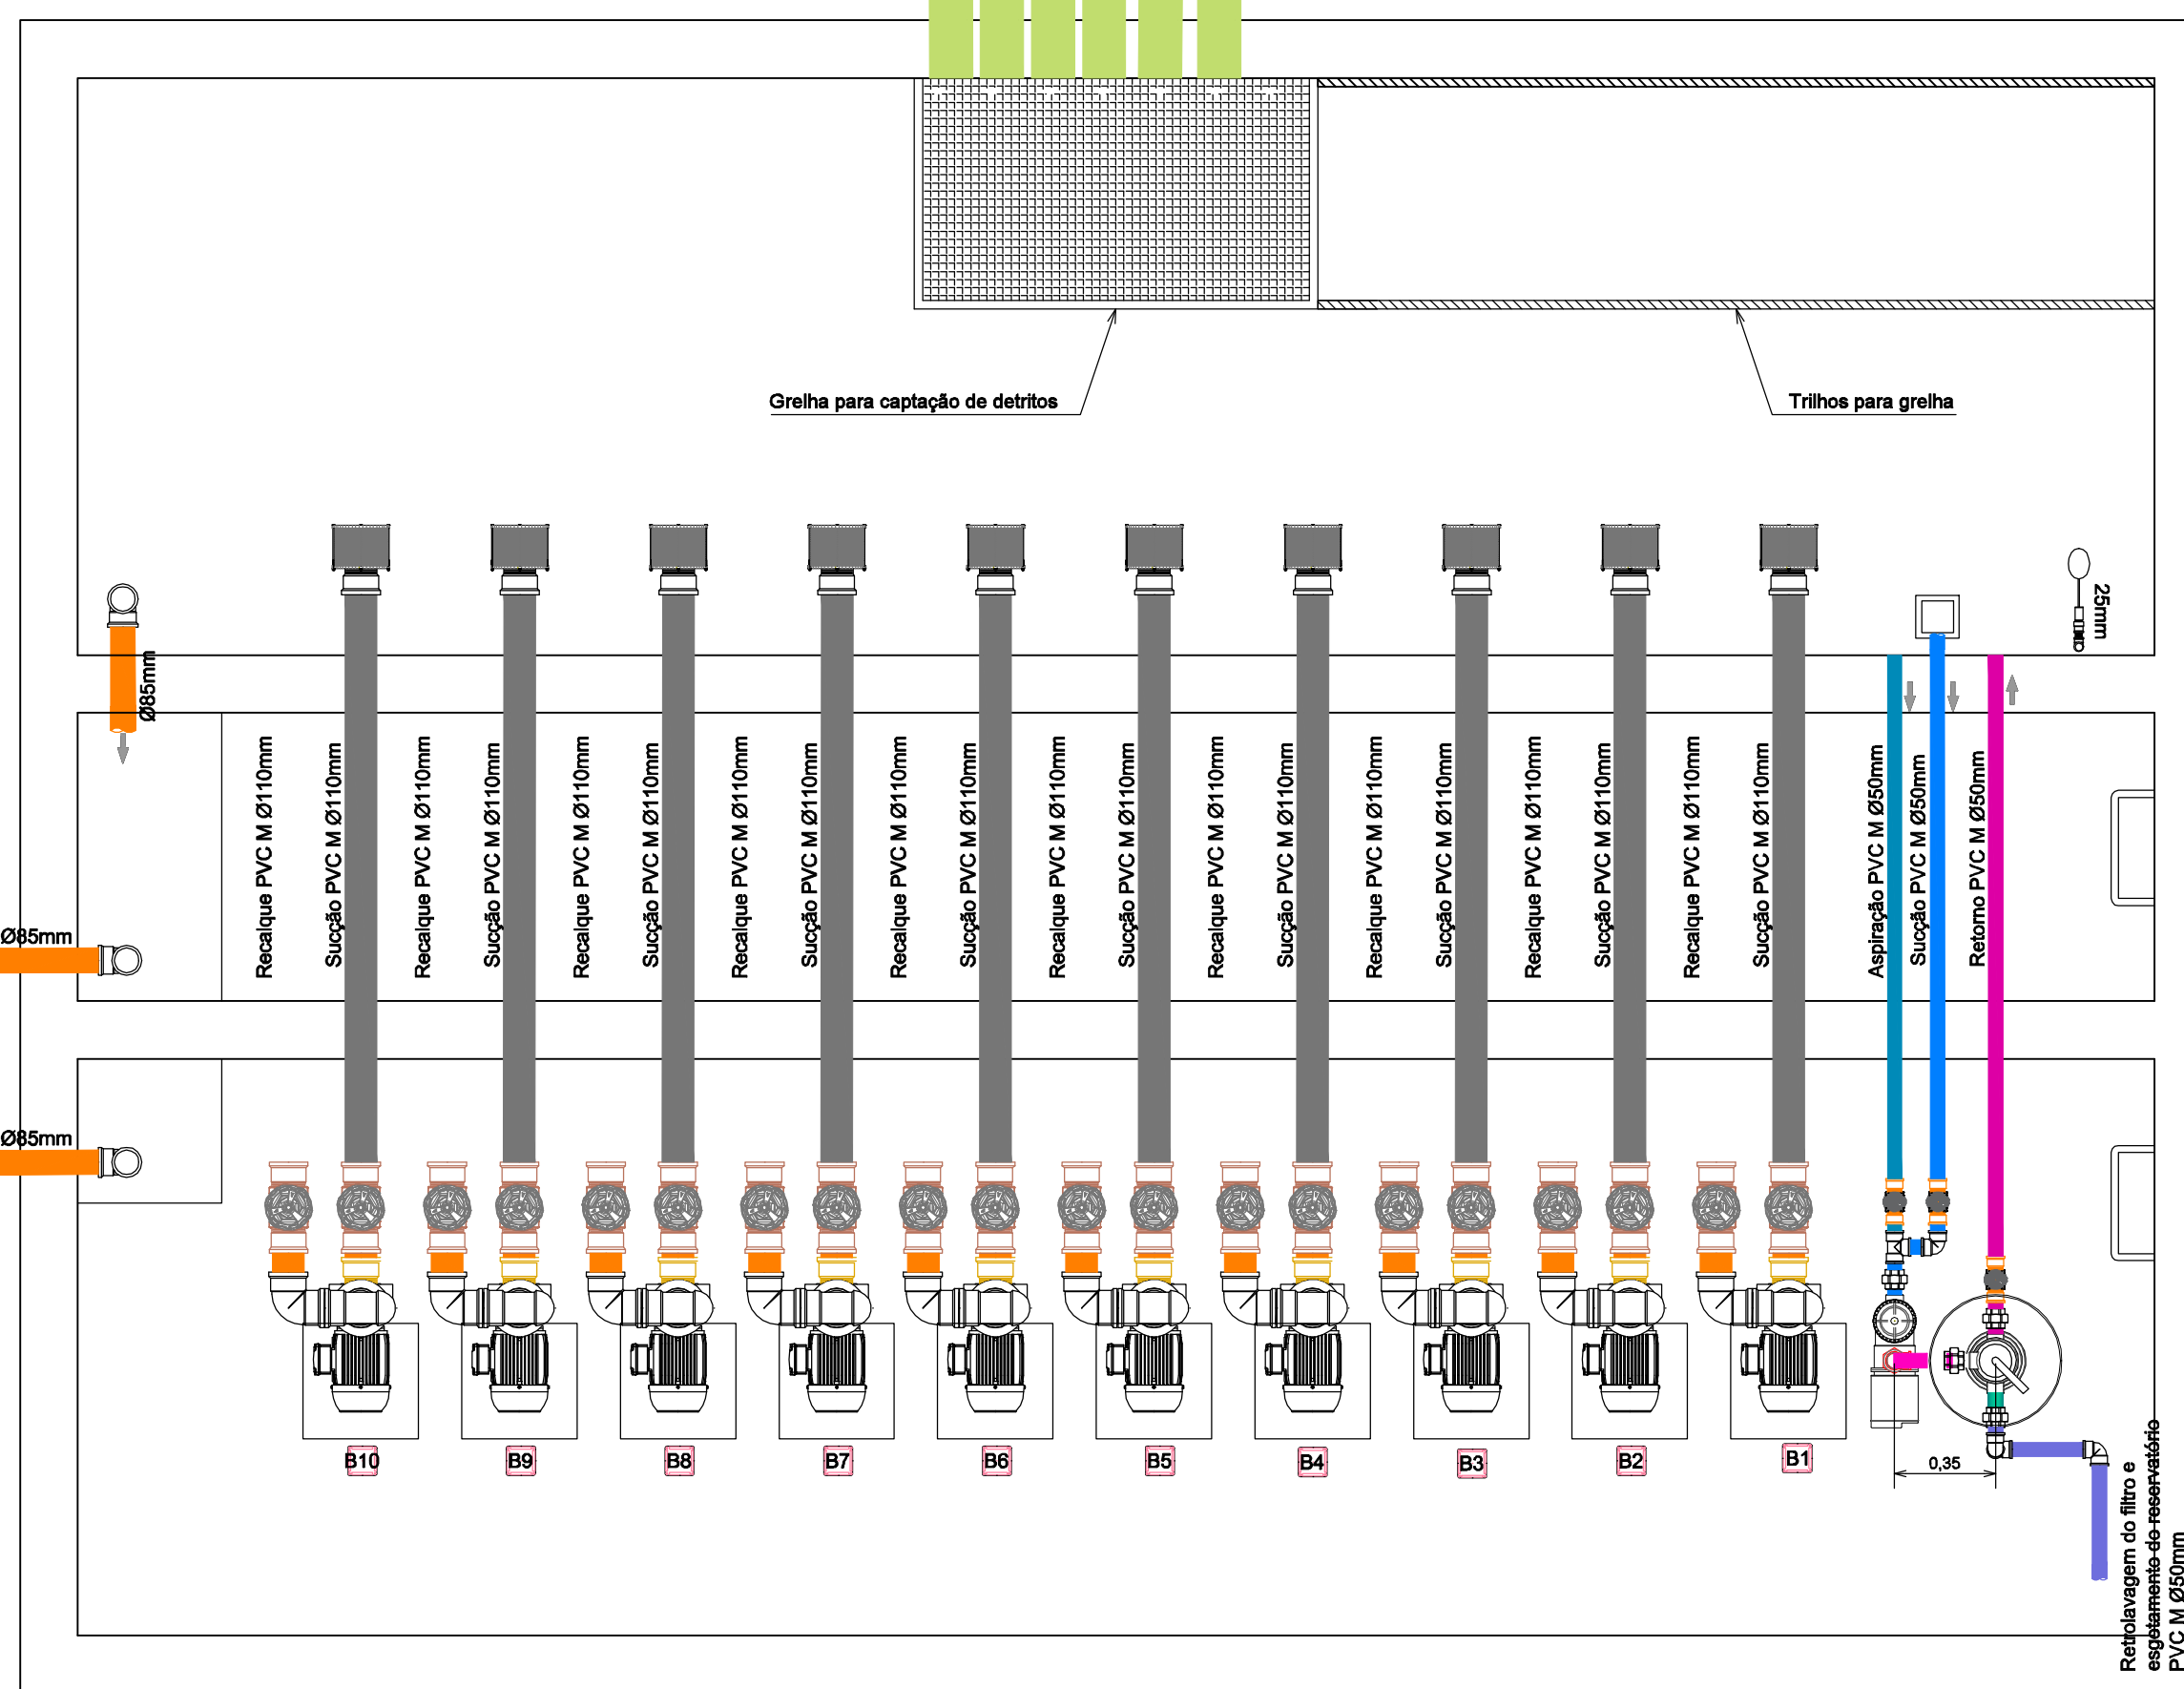 Grelha para captação de detritos
Trilhos para grelha
25mm
Ø85mm
Recalque PVC M Ø110mm
Sucção PVC M Ø110mm
Recalque PVC M Ø110mm
Sucção PVC M Ø110mm
Recalque PVC M Ø110mm
Sucção PVC M Ø110mm
Recalque PVC M Ø110mm
Sucção PVC M Ø110mm
Recalque PVC M Ø110mm
Sucção PVC M Ø110mm
Recalque PVC M Ø110mm
Sucção PVC M Ø110mm
Recalque PVC M Ø110mm
Sucção PVC M Ø110mm
Recalque PVC M Ø110mm
Sucção PVC M Ø110mm
Recalque PVC M Ø110mm
Sucção PVC M Ø110mm
Recalque PVC M Ø110mm
Sucção PVC M Ø110mm
Aspiração PVC M Ø50mm
Sucção PVC M Ø50mm
Retorno PVC M Ø50mm
Ø85mm
Ø85mm
B10
B9
B8
B7
B6
B5
B4
B3
B2
B1
0,35
Retrolavagem do filtro e
esgotamento do reservatório
PVC M Ø50mm